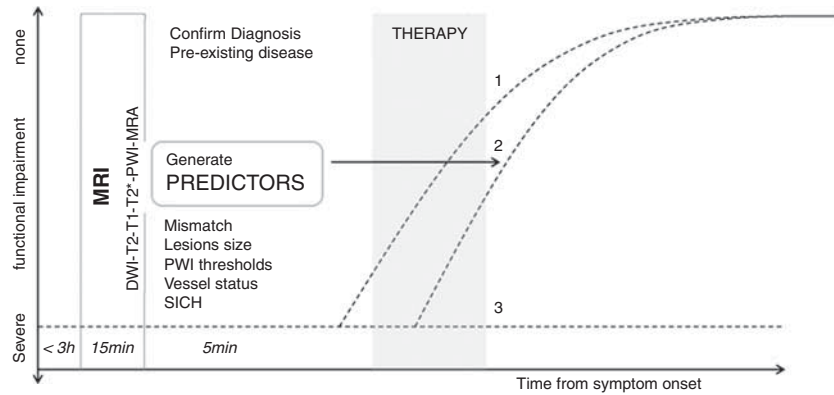 none
functional impairment
Severe
MRI
DWI-T2-T1-T2*-PWI-MRA
Confirm Diagnosis
Pre-existing disease
THERAPY
Generate
PREDICTORS
Mismatch
Lesions size
PWI thresholds
Vessel status
SICH
1
2
3
< 3h
15min
5min
Time from symptom onset